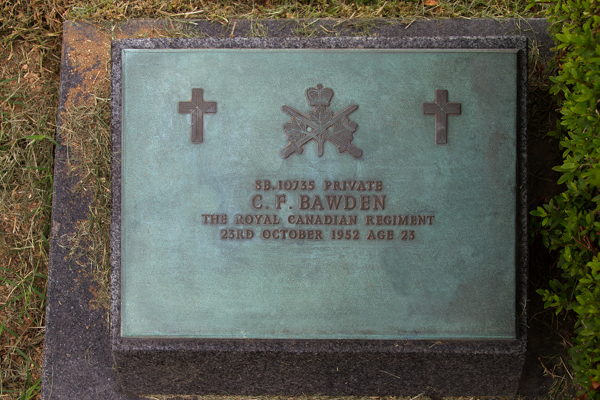 SB.10735 PRIVATE
C. F. BAWDEN
THE ROYAL CANADIAN REGIMENT
23RD OCTOBER 1952 AGE 23